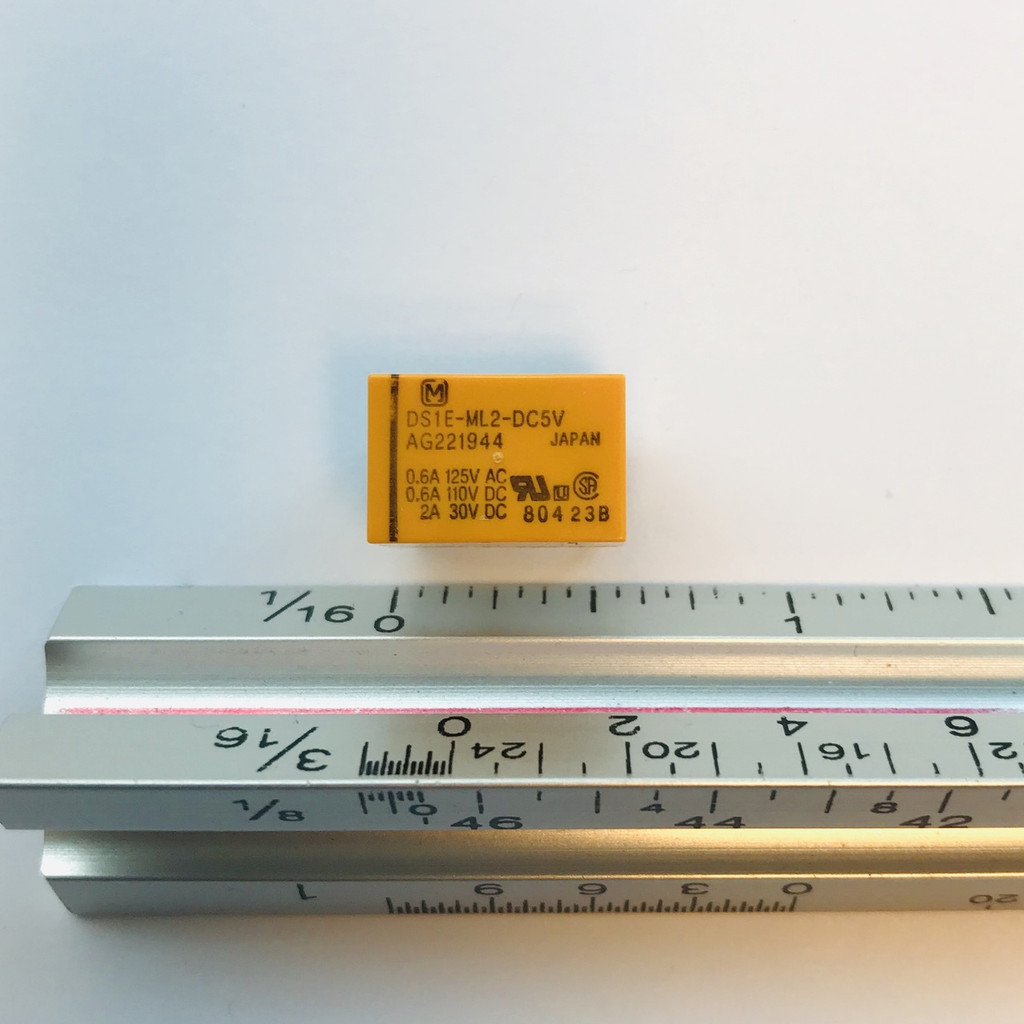 M
DS1E-ML2-DC5V
AG221944 JAPAN
0.6A 125V AC
0.6A 110V DC
2A 30V DC
80423B
1/16 0 1
3/16 0 2 4 6
24 20 16 12
1/8 0 4 8
46 44 42
1 9 6 3 0 20